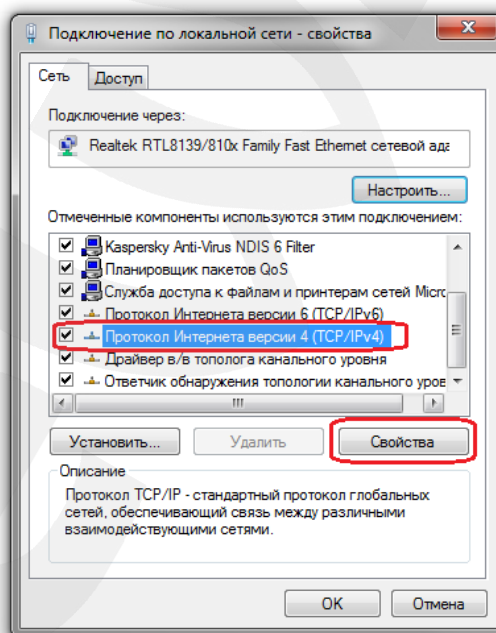 Подключение по локальной сети - свойства
Сеть
Доступ
Подключение через:
Realtek RTL8139/810x Family Fast Ethernet сетевой ада
Настроить...
Отмеченные компоненты используются этим подключением:
Kaspersky Anti-Virus NDIS 6 Filter
Планировщик пакетов QoS
Служба доступа к файлам и принтерам сетей Micro
Протокол Интернета версии 6 (TCP/IPv6)
Протокол Интернета версии 4 (TCP/IPv4)
Драйвер в/в тополога канального уровня
Ответчик обнаружения топологии канального уров
Установить...
Удалить
Свойства
Описание
Протокол TCP/IP - стандартный протокол глобальных
сетей, обеспечивающий связь между различными
взаимодействующими сетями.
OK
Отмена